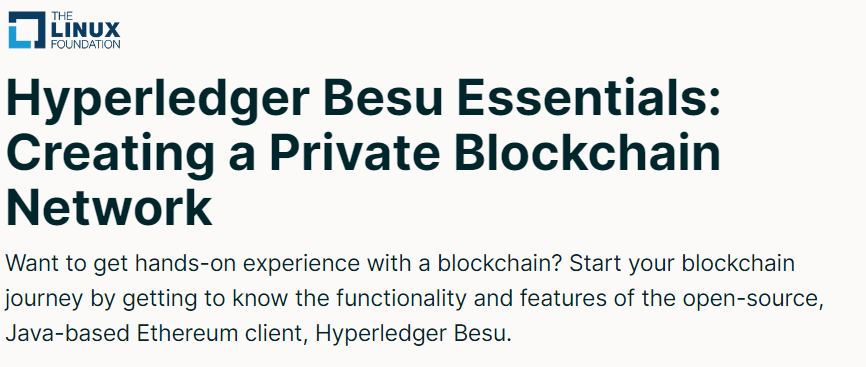 THE
LINUX
FOUNDATION
Hyperledger Besu Essentials:
Creating a Private Blockchain
Network
Want to get hands-on experience with a blockchain? Start your blockchain
journey by getting to know the functionality and features of the open-source,
Java-based Ethereum client, Hyperledger Besu.